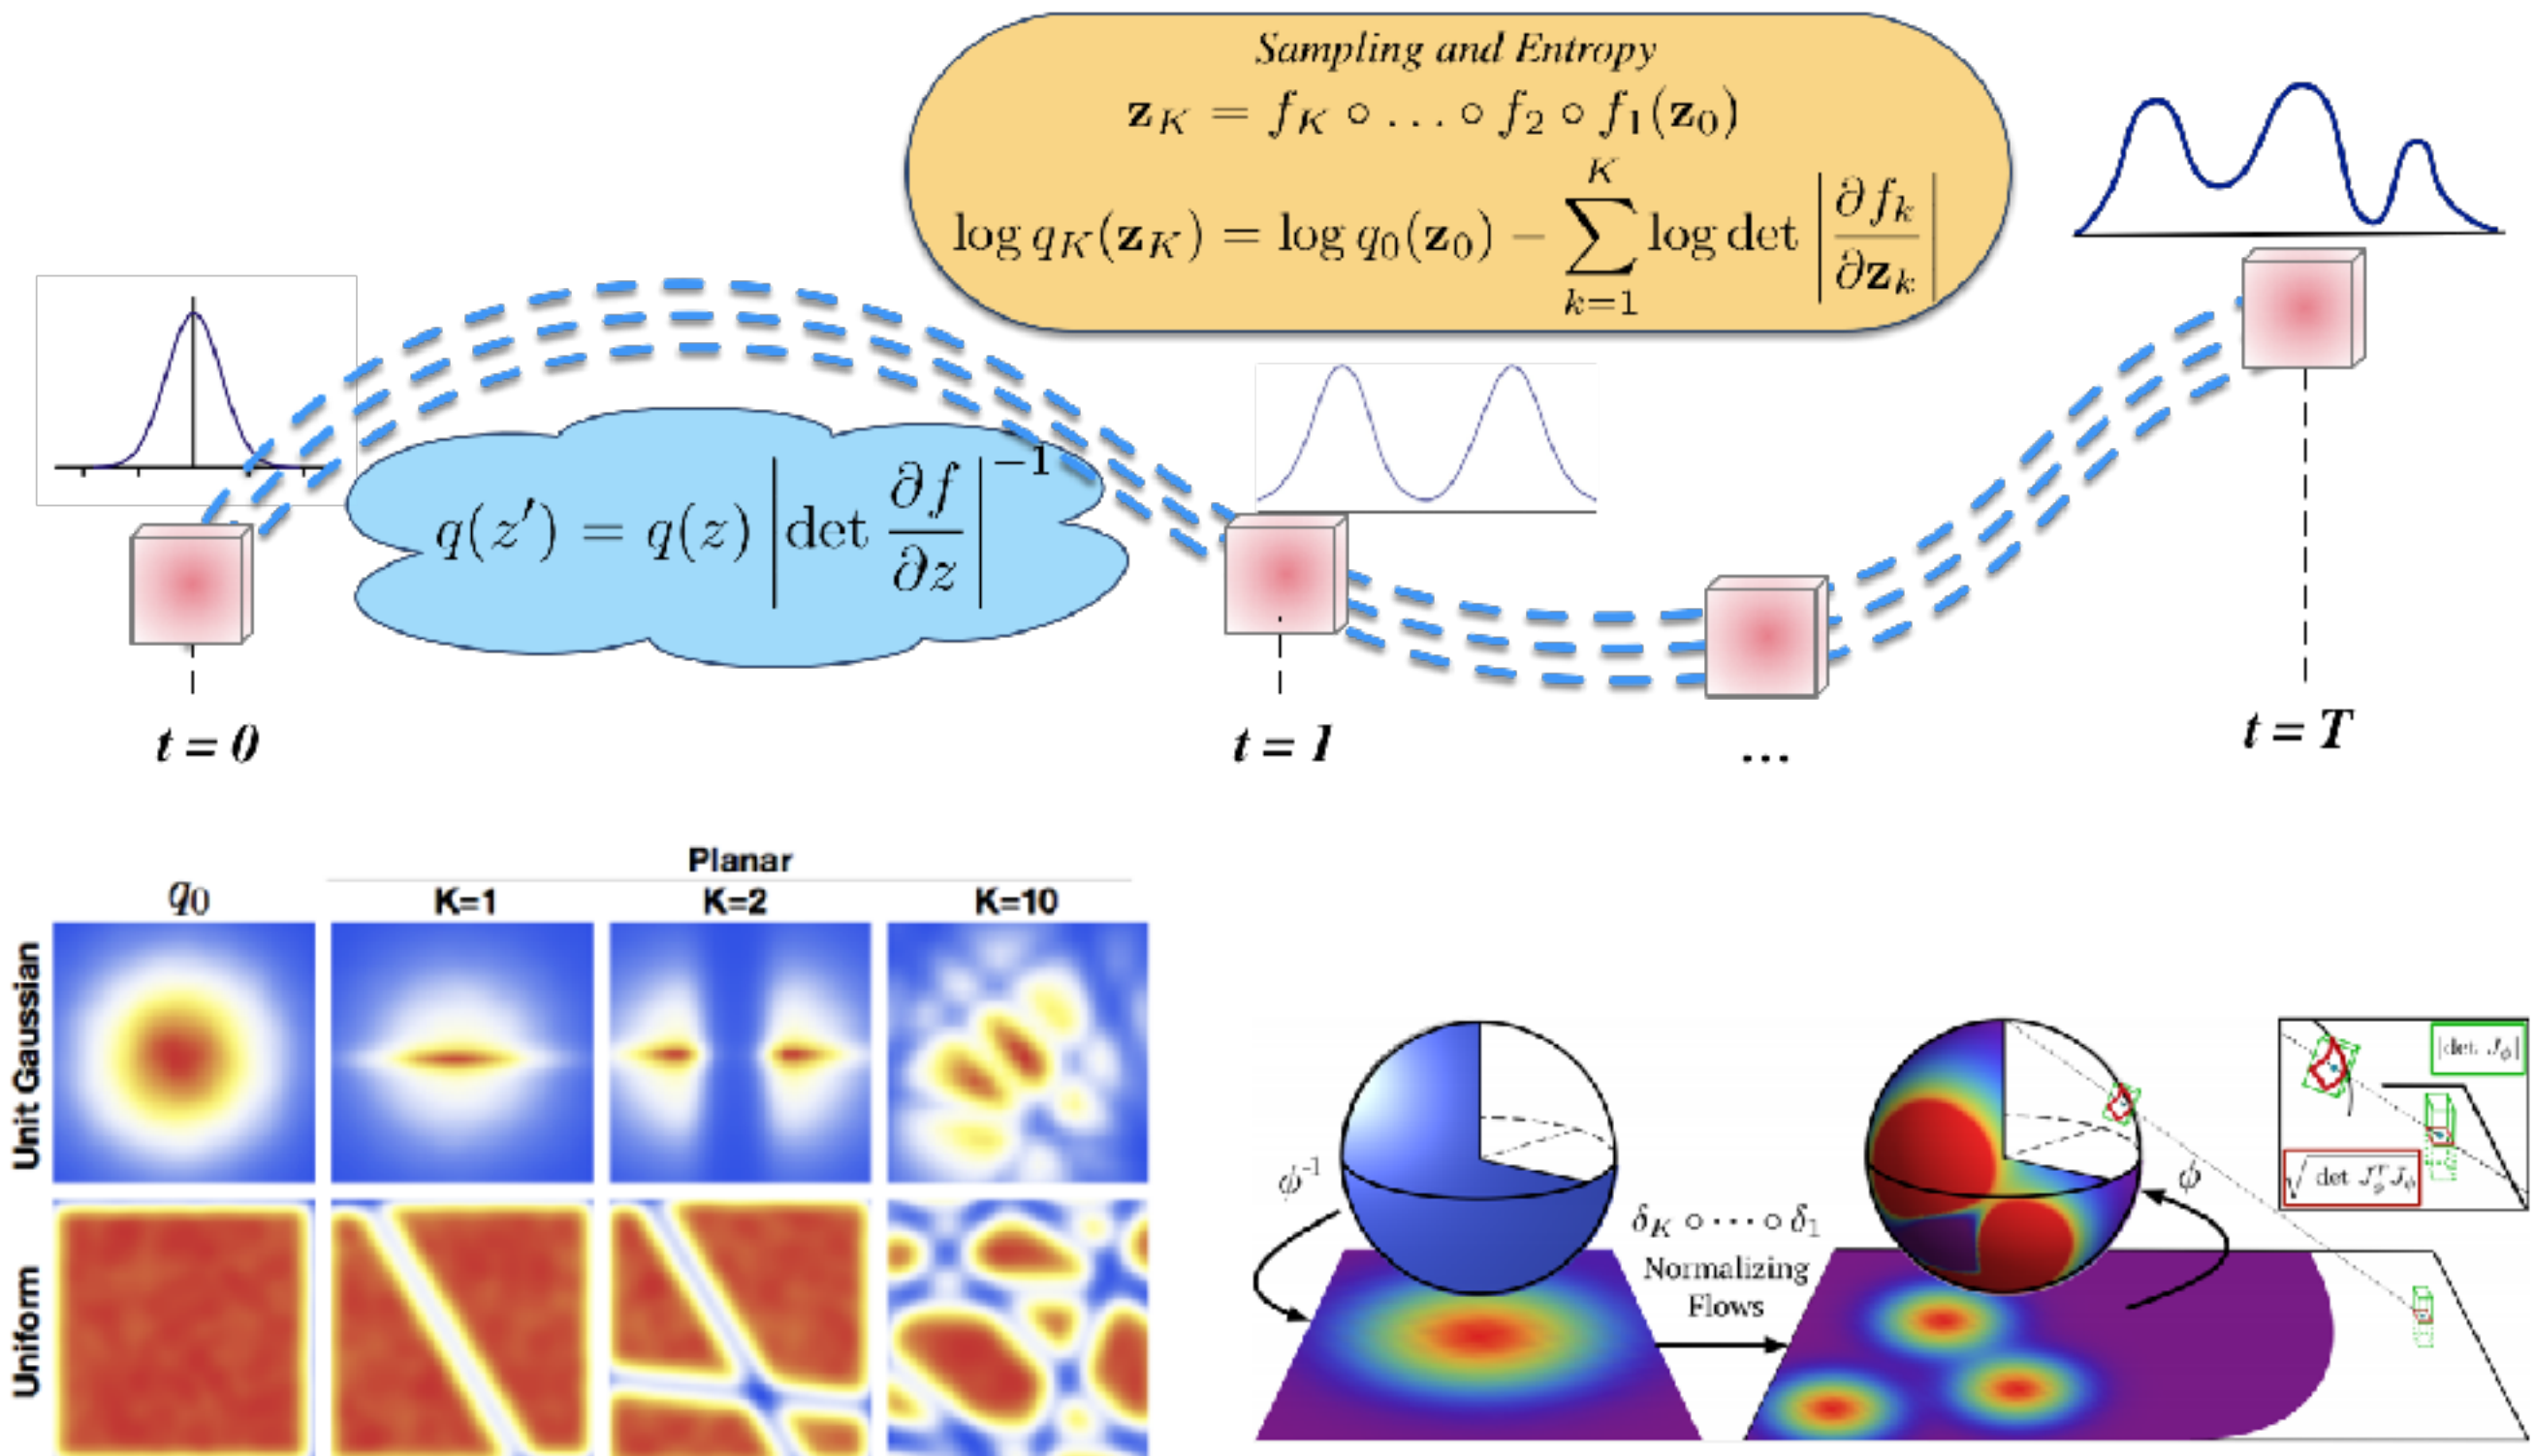 Sampling and Entropy
z_K = f_K ∘ … ∘ f_2 ∘ f_1(z_0)
log q_K(z_K) = log q_0(z_0) − ∑_{k=1}^{K} log det |∂f_k/∂z_k|
q(z′) = q(z) |det ∂f/∂z|^{−1}
t = 0
t = 1
...
t = T
Planar
q_0
K=1
K=2
K=10
Unit Gaussian
Uniform
ϕ^{-1}
δ_K ∘ ⋯ ∘ δ_1
Normalizing
Flows
ϕ
|det J_ϕ|
√det J_ϕ^T J_ϕ